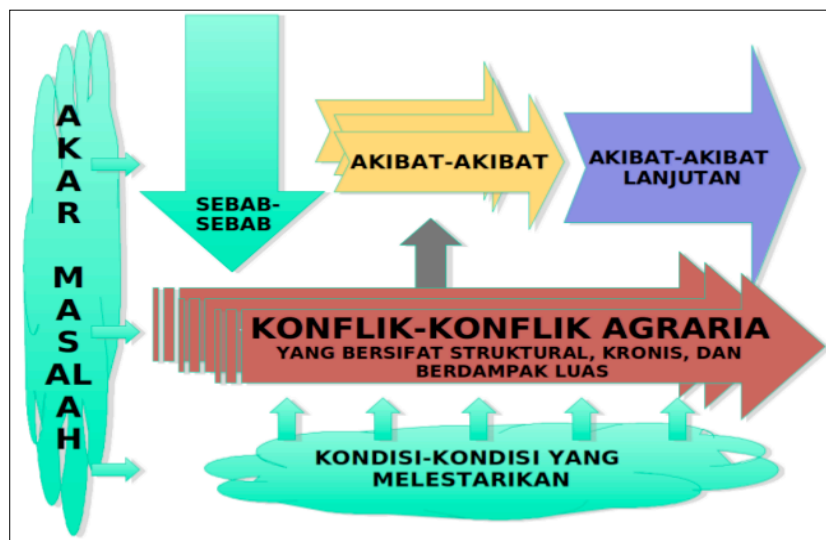 AKAR MASALAH
SEBAB-
SEBAB
AKIBAT-AKIBAT
AKIBAT-AKIBAT
LANJUTAN
KONFLIK-KONFLIK AGRARIA
YANG BERSIFAT STRUKTURAL, KRONIS, DAN
BERDAMPAK LUAS
KONDISI-KONDISI YANG
MELESTARIKAN